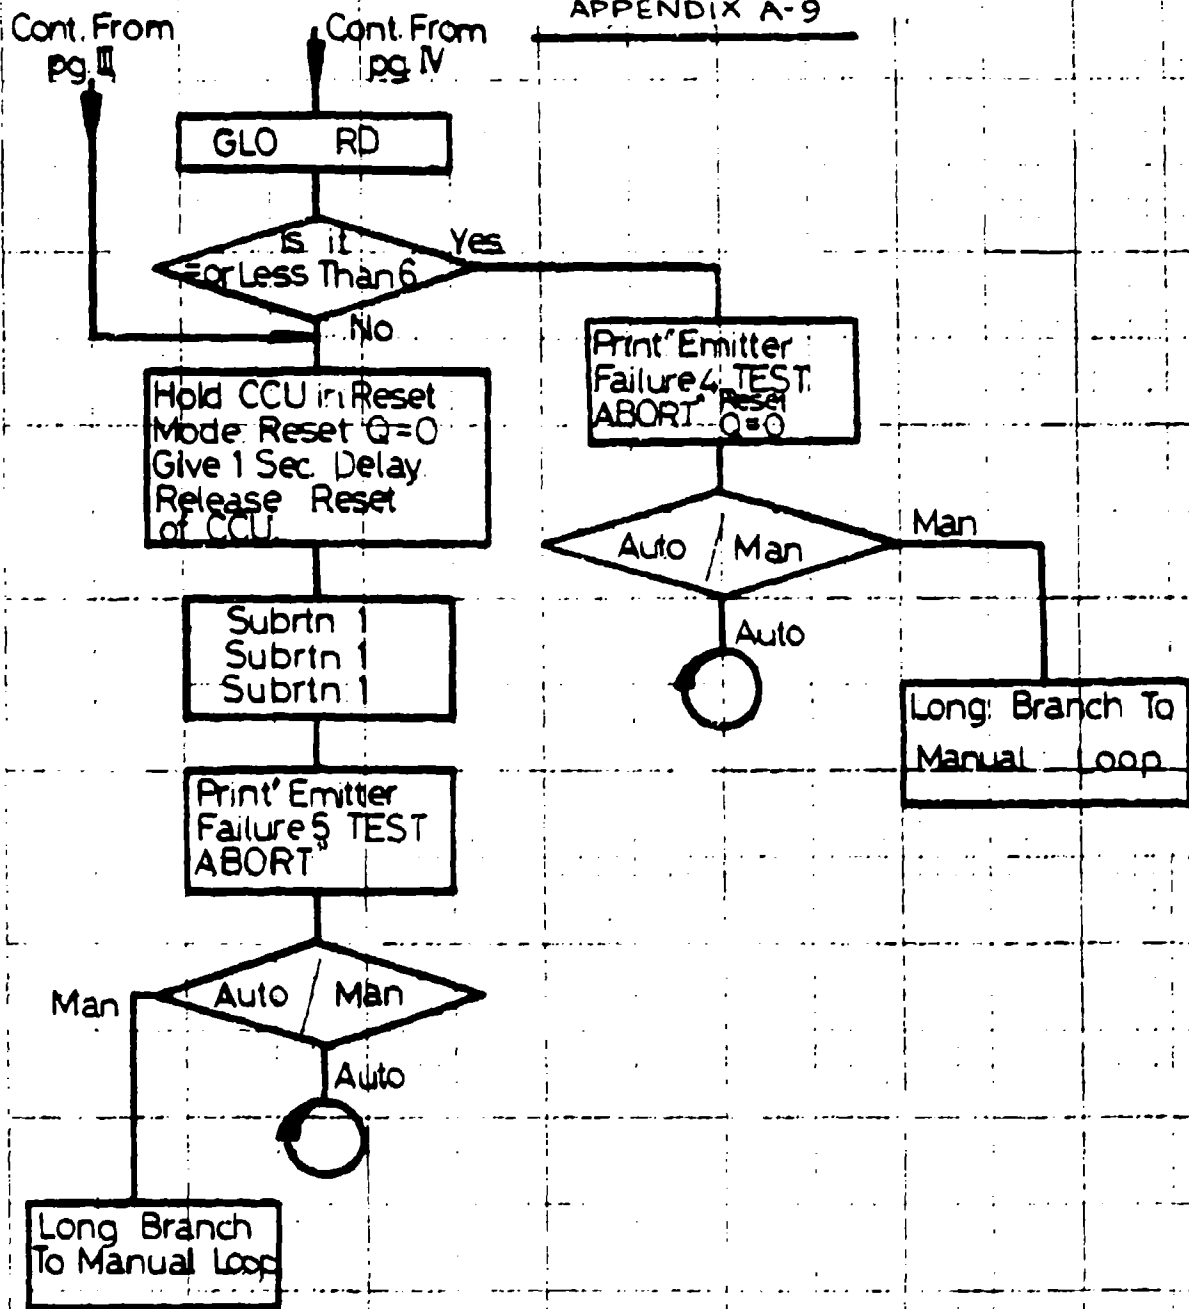 APPENDIX A-9
Cont. From
pg. III
Cont. From
pg. IV
GLO RD
Is it
= or Less Than 6
Yes
No
Print "Emitter
Failure 4 TEST
ABORT" Reset
Q=0
Hold CCU in Reset
Mode. Reset Q=0
Give 1 Sec. Delay.
Release Reset
of CCU.
Auto / Man
Man
Auto
Subrtn 1
Subrtn 1
Subrtn 1
Long Branch To
Manual Loop
Print "Emitter
Failure 5 TEST
ABORT"
Auto / Man
Man
Auto
Long Branch
To Manual Loop